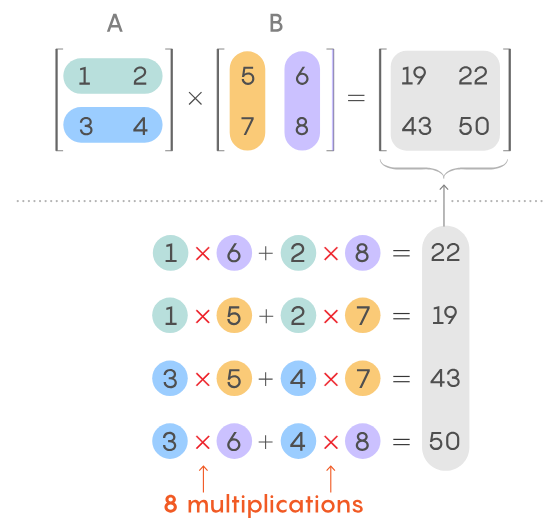 A B
[1 2] × [5 6] = [19 22]
[3 4] [7 8] [43 50]
1 × 6 + 2 × 8 = 22
1 × 5 + 2 × 7 = 19
3 × 5 + 4 × 7 = 43
3 × 6 + 4 × 8 = 50
8 multiplications